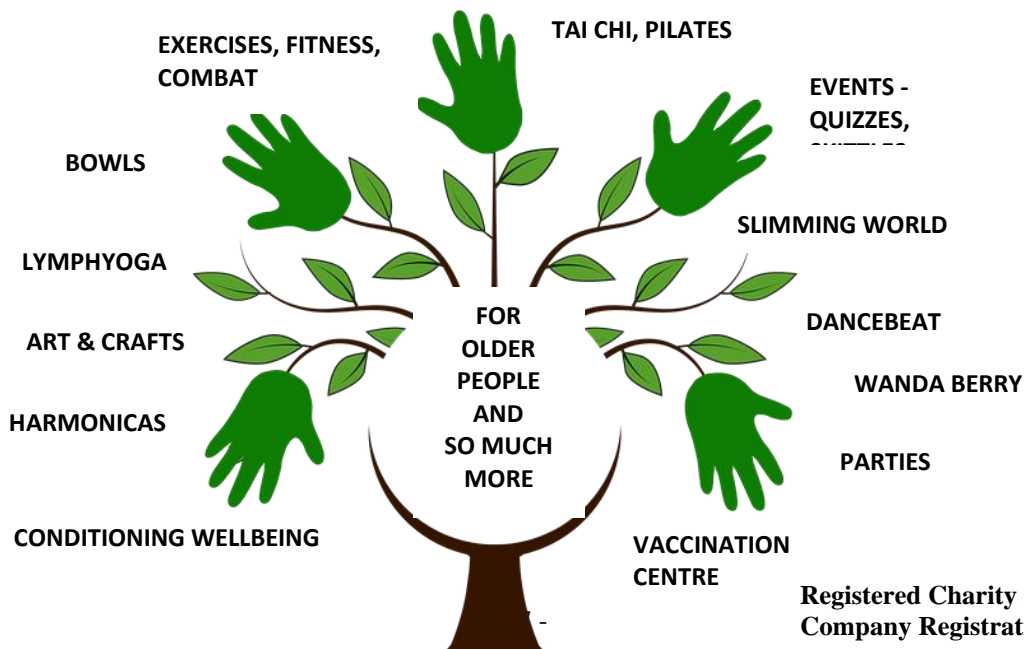 EXERCISES, FITNESS,
COMBAT
TAI CHI, PILATES
EVENTS -
QUIZZES,
BOWLS
SLIMMING WORLD
LYMPHYOGA
DANCEBEAT
ART & CRAFTS
WANDA BERRY
HARMONICAS
PARTIES
FOR
OLDER
PEOPLE
AND
SO MUCH
MORE
CONDITIONING WELLBEING
VACCINATION
CENTRE
Registered Charity
Company